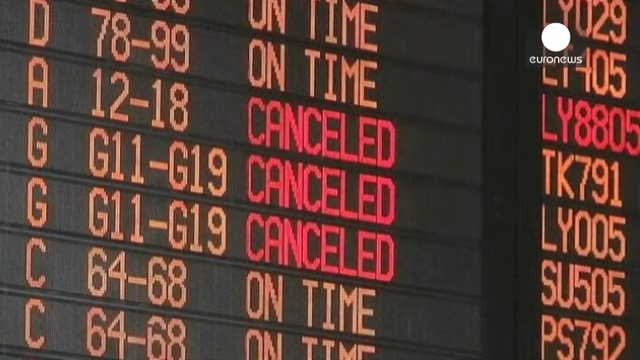 ON TIME LY029
euronews
D 78-99 ON TIME LY405
A 12-18 CANCELED LY8805
G G11-G19 CANCELED TK791
G G11-G19 CANCELED LY005
C 64-68 ON TIME SU505
C 64-68 ON TIME PS792